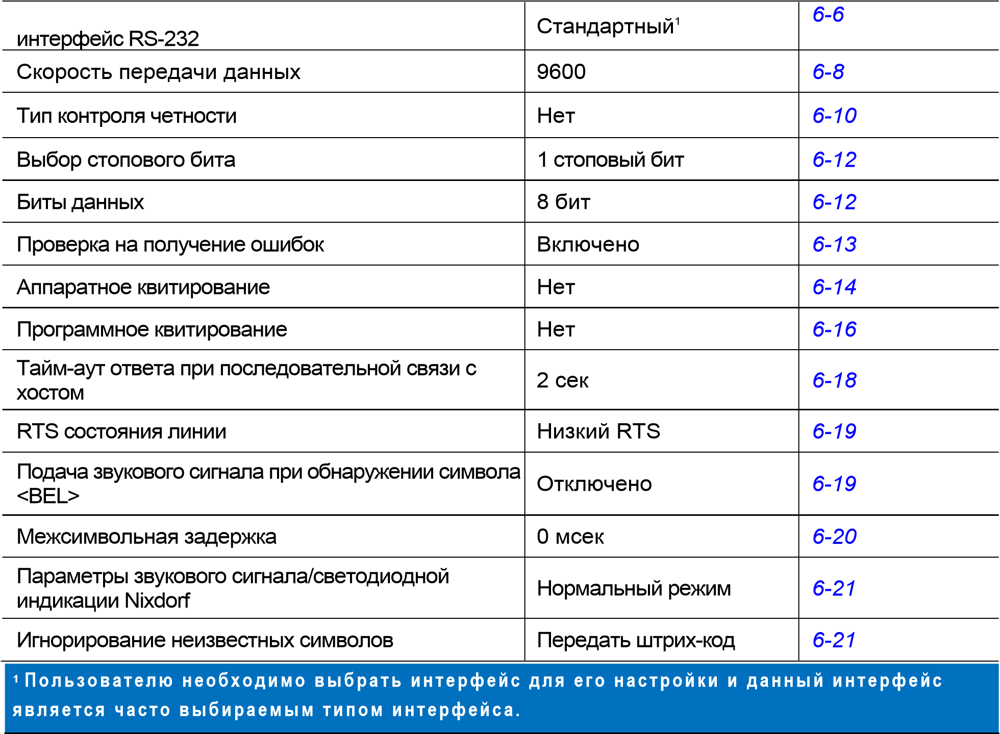 интерфейс RS-232 Стандартный¹ 6-6
Скорость передачи данных 9600 6-8
Тип контроля четности Нет 6-10
Выбор стопового бита 1 стоповый бит 6-12
Биты данных 8 бит 6-12
Проверка на получение ошибок Включено 6-13
Аппаратное квитирование Нет 6-14
Программное квитирование Нет 6-16
Тайм-аут ответа при последовательной связи с
хостом 2 сек 6-18
RTS состояния линии Низкий RTS 6-19
Подача звукового сигнала при обнаружении символа
<BEL> Отключено 6-19
Межсимвольная задержка 0 мсек 6-20
Параметры звукового сигнала/светодиодной
индикации Nixdorf Нормальный режим 6-21
Игнорирование неизвестных символов Передать штрих-код 6-21
¹ Пользователю необходимо выбрать интерфейс для его настройки и данный интерфейс
является часто выбираемым типом интерфейса.